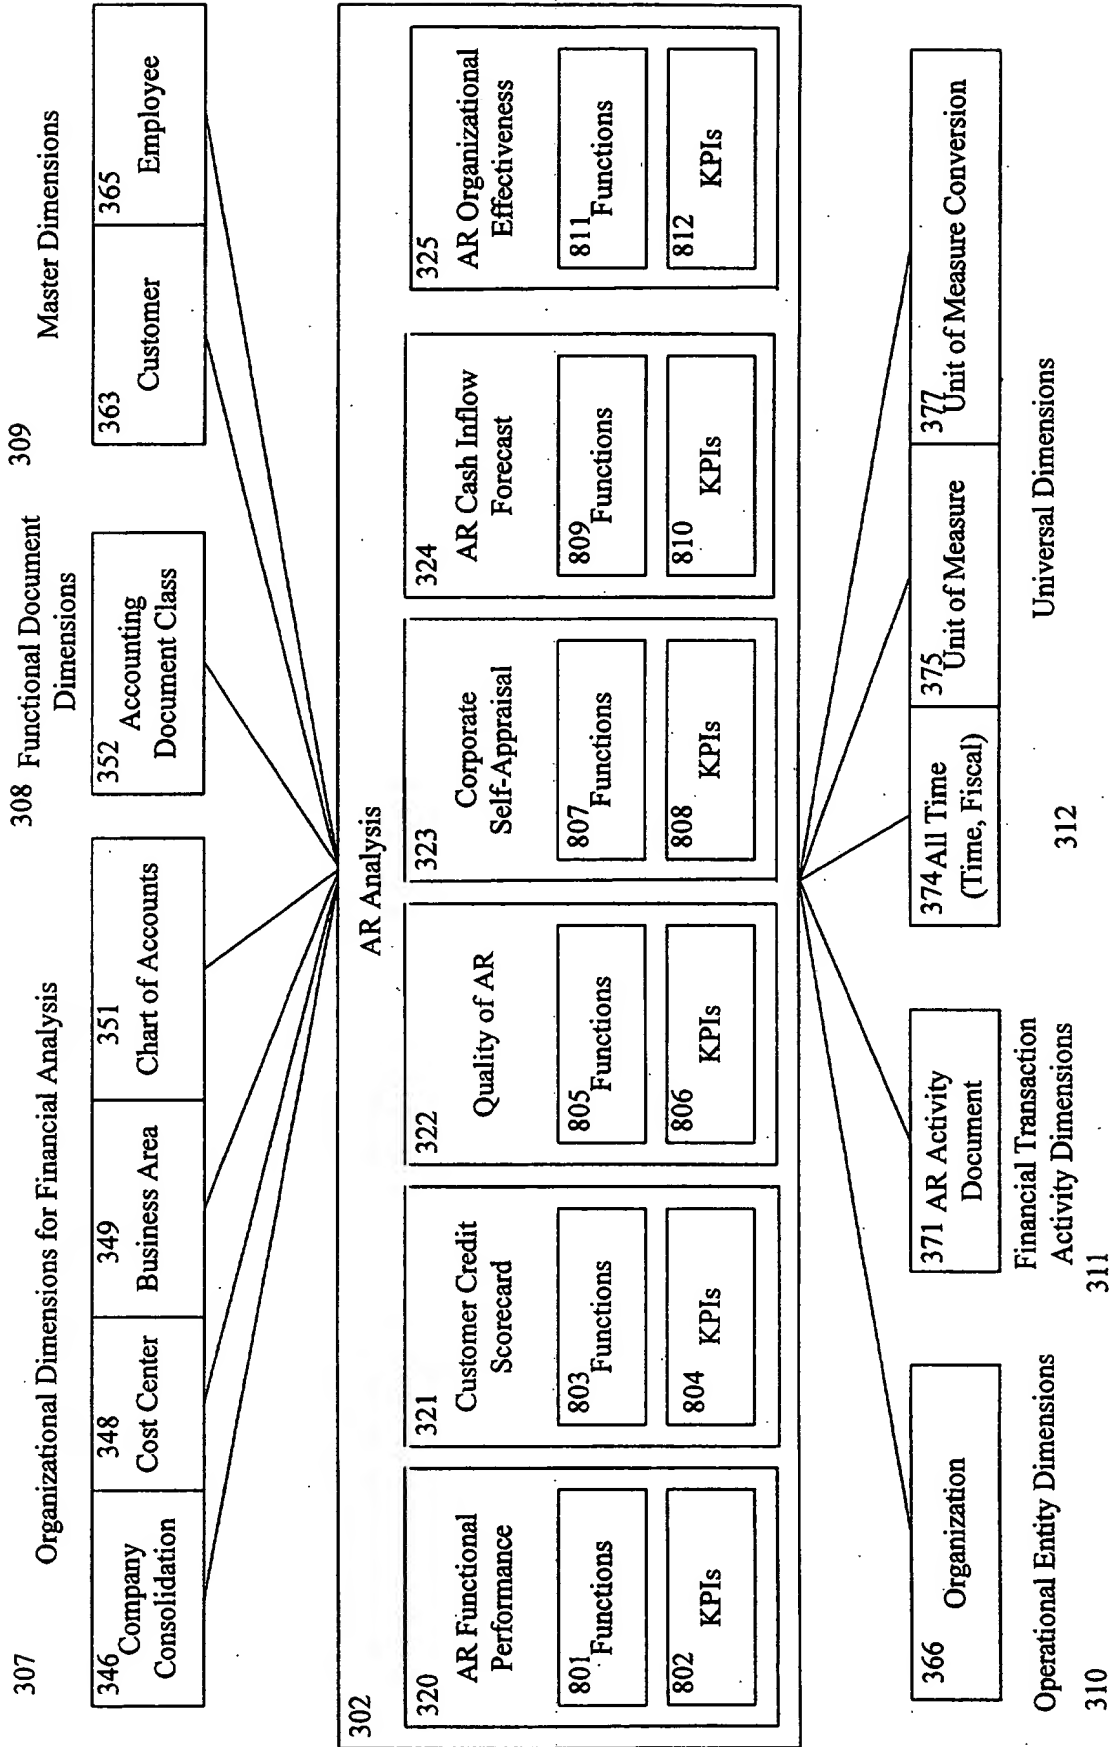 307
Organizational Dimensions for Financial Analysis
308
Functional Document
Dimensions
309
Master Dimensions
346
Company
Consolidation
348
Cost Center
349
Business Area
351
Chart of Accounts
352
Accounting
Document Class
363
Customer
365
Employee
302
AR Analysis
320
AR Functional
Performance
801
Functions
802
KPIs
321
Customer Credit
Scorecard
803
Functions
804
KPIs
322
Quality of AR
805
Functions
806
KPIs
323
Corporate
Self-Appraisal
807
Functions
808
KPIs
324
AR Cash Inflow
Forecast
809
Functions
810
KPIs
325
AR Organizational
Effectiveness
811
Functions
812
KPIs
366
Organization
371 AR Activity
Document
374 All Time
(Time, Fiscal)
375
Unit of Measure
377
Unit of Measure Conversion
Operational Entity Dimensions
310
Financial Transaction
Activity Dimensions
311
312
Universal Dimensions